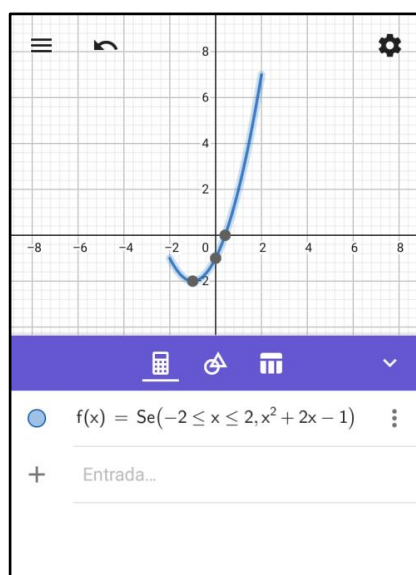 8
6
4
2
-8 -6 -4 -2 0 2 4 6 8
-2
f(x) = Se(−2 ≤ x ≤ 2, x² + 2x − 1)
Entrada...